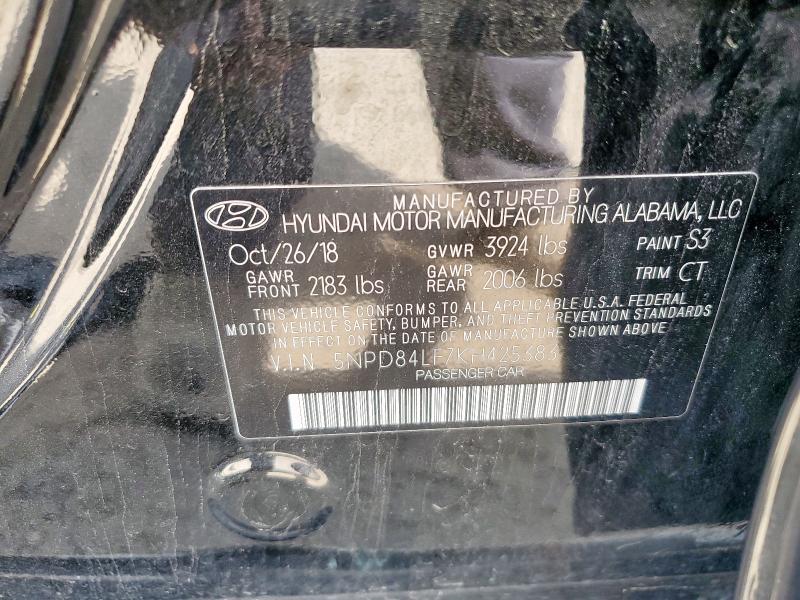 MANUFACTURED BY
HYUNDAI MOTOR MANUFACTURING ALABAMA, LLC
Oct/26/18 GVWR 3924 lbs PAINT S3
GAWR FRONT 2183 lbs GAWR REAR 2006 lbs TRIM CT
THIS VEHICLE CONFORMS TO ALL APPLICABLE U.S.A. FEDERAL
MOTOR VEHICLE SAFETY, BUMPER, AND THEFT PREVENTION STANDARDS
IN EFFECT ON THE DATE OF MANUFACTURE SHOWN ABOVE
V.I.N. 5NPD84LF7KH425383
PASSENGER CAR